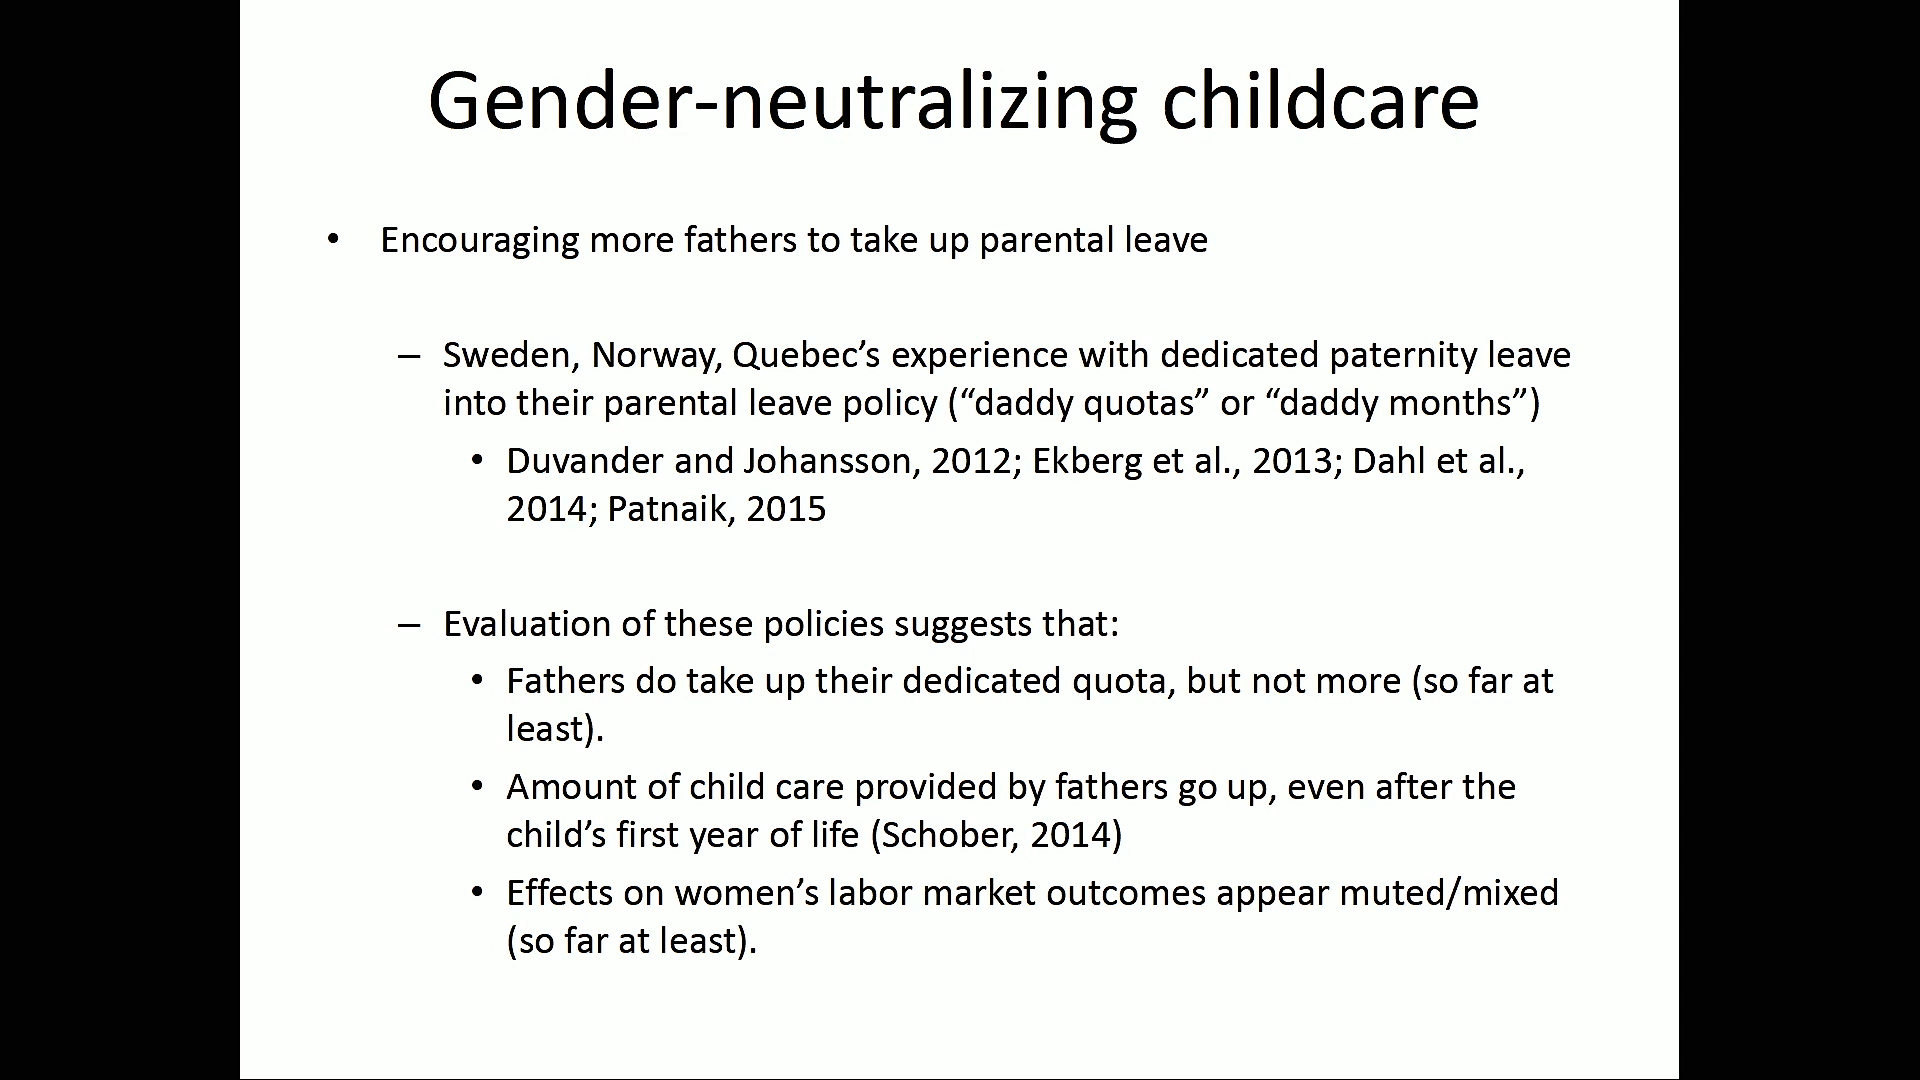 Gender-neutralizing childcare
• Encouraging more fathers to take up parental leave
– Sweden, Norway, Quebec’s experience with dedicated paternity leave
into their parental leave policy (“daddy quotas” or “daddy months”)
• Duvander and Johansson, 2012; Ekberg et al., 2013; Dahl et al.,
2014; Patnaik, 2015
– Evaluation of these policies suggests that:
• Fathers do take up their dedicated quota, but not more (so far at
least).
• Amount of child care provided by fathers go up, even after the
child’s first year of life (Schober, 2014)
• Effects on women’s labor market outcomes appear muted/mixed
(so far at least).